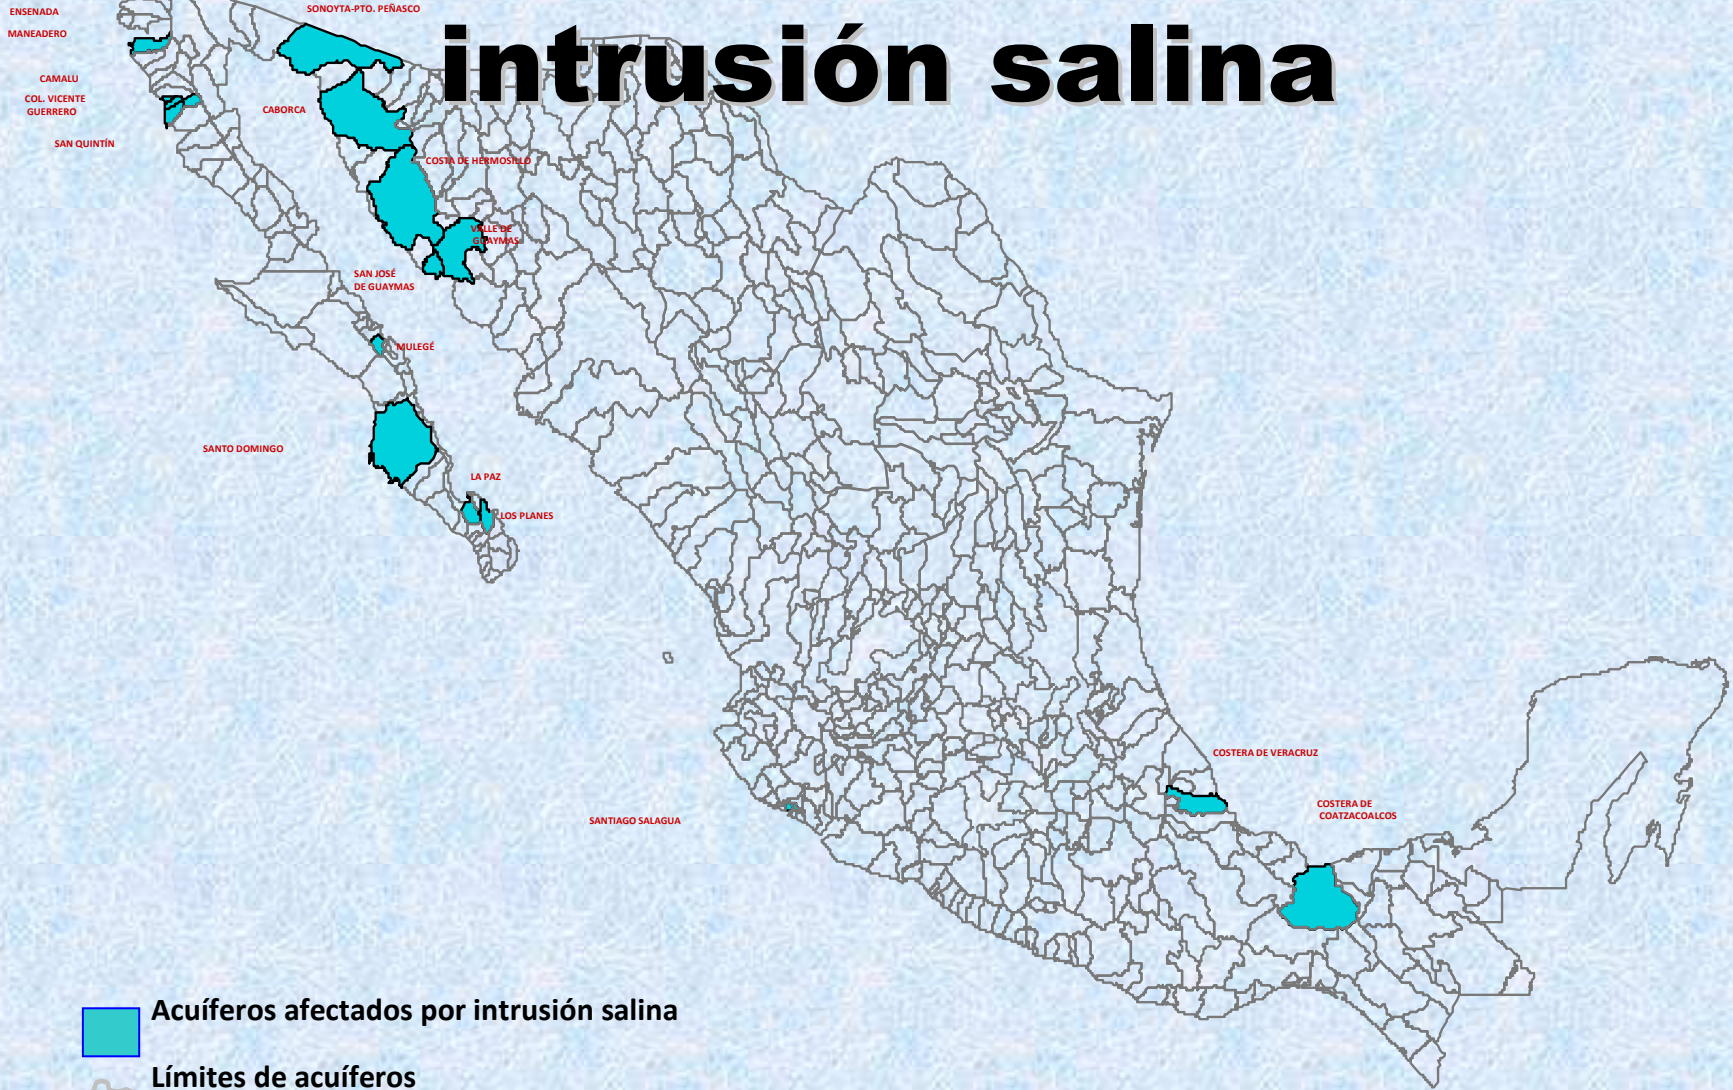 intrusión salina
ENSENADA
SONOYTA-PTO. PEÑASCO
MANEADERO
CAMALU
COL. VICENTE
GUERRERO
CABORCA
SAN QUINTÍN
COSTA DE HERMOSILLO
VALLE DE
GUAYMAS
SAN JOSÉ
DE GUAYMAS
MULEGÉ
SANTO DOMINGO
LA PAZ
LOS PLANES
COSTERA DE VERACRUZ
COSTERA DE
COATZACOALCOS
SANTIAGO SALAGUA
Acuíferos afectados por intrusión salina
Límites de acuíferos